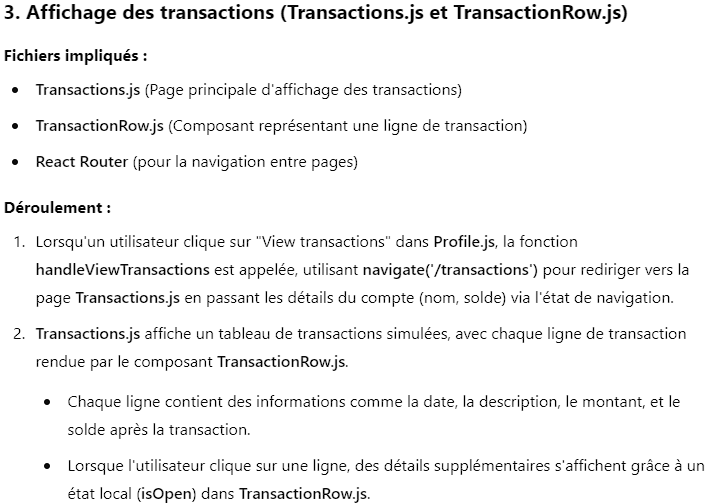 3. Affichage des transactions (Transactions.js et TransactionRow.js)
Fichiers impliqués :
• Transactions.js (Page principale d'affichage des transactions)
• TransactionRow.js (Composant représentant une ligne de transaction)
• React Router (pour la navigation entre pages)
Déroulement :
1. Lorsqu'un utilisateur clique sur "View transactions" dans Profile.js, la fonction
handleViewTransactions est appelée, utilisant navigate('/transactions') pour rediriger vers la
page Transactions.js en passant les détails du compte (nom, solde) via l'état de navigation.
2. Transactions.js affiche un tableau de transactions simulées, avec chaque ligne de transaction
rendue par le composant TransactionRow.js.
• Chaque ligne contient des informations comme la date, la description, le montant, et le
solde après la transaction.
• Lorsque l'utilisateur clique sur une ligne, des détails supplémentaires s'affichent grâce à un
état local (isOpen) dans TransactionRow.js.